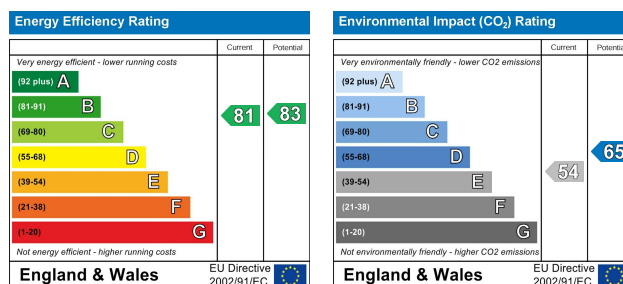 Energy Efficiency Rating
Current Potential
Very energy efficient - lower running costs
(92 plus) A
(81-91) B
(69-80) C
(55-68) D
(39-54) E
(21-38) F
(1-20) G
81 83
Not energy efficient - higher running costs
England & Wales
EU Directive
2002/91/EC
Environmental Impact (CO₂) Rating
Current Potentia
Very environmentally friendly - lower CO2 emissions
(92 plus) A
(81-91) B
(69-80) C
(55-68) D
(39-54) E
(21-38) F
(1-20) G
54 65
Not environmentally friendly - higher CO2 emissions
England & Wales
EU Directive
2002/91/EC